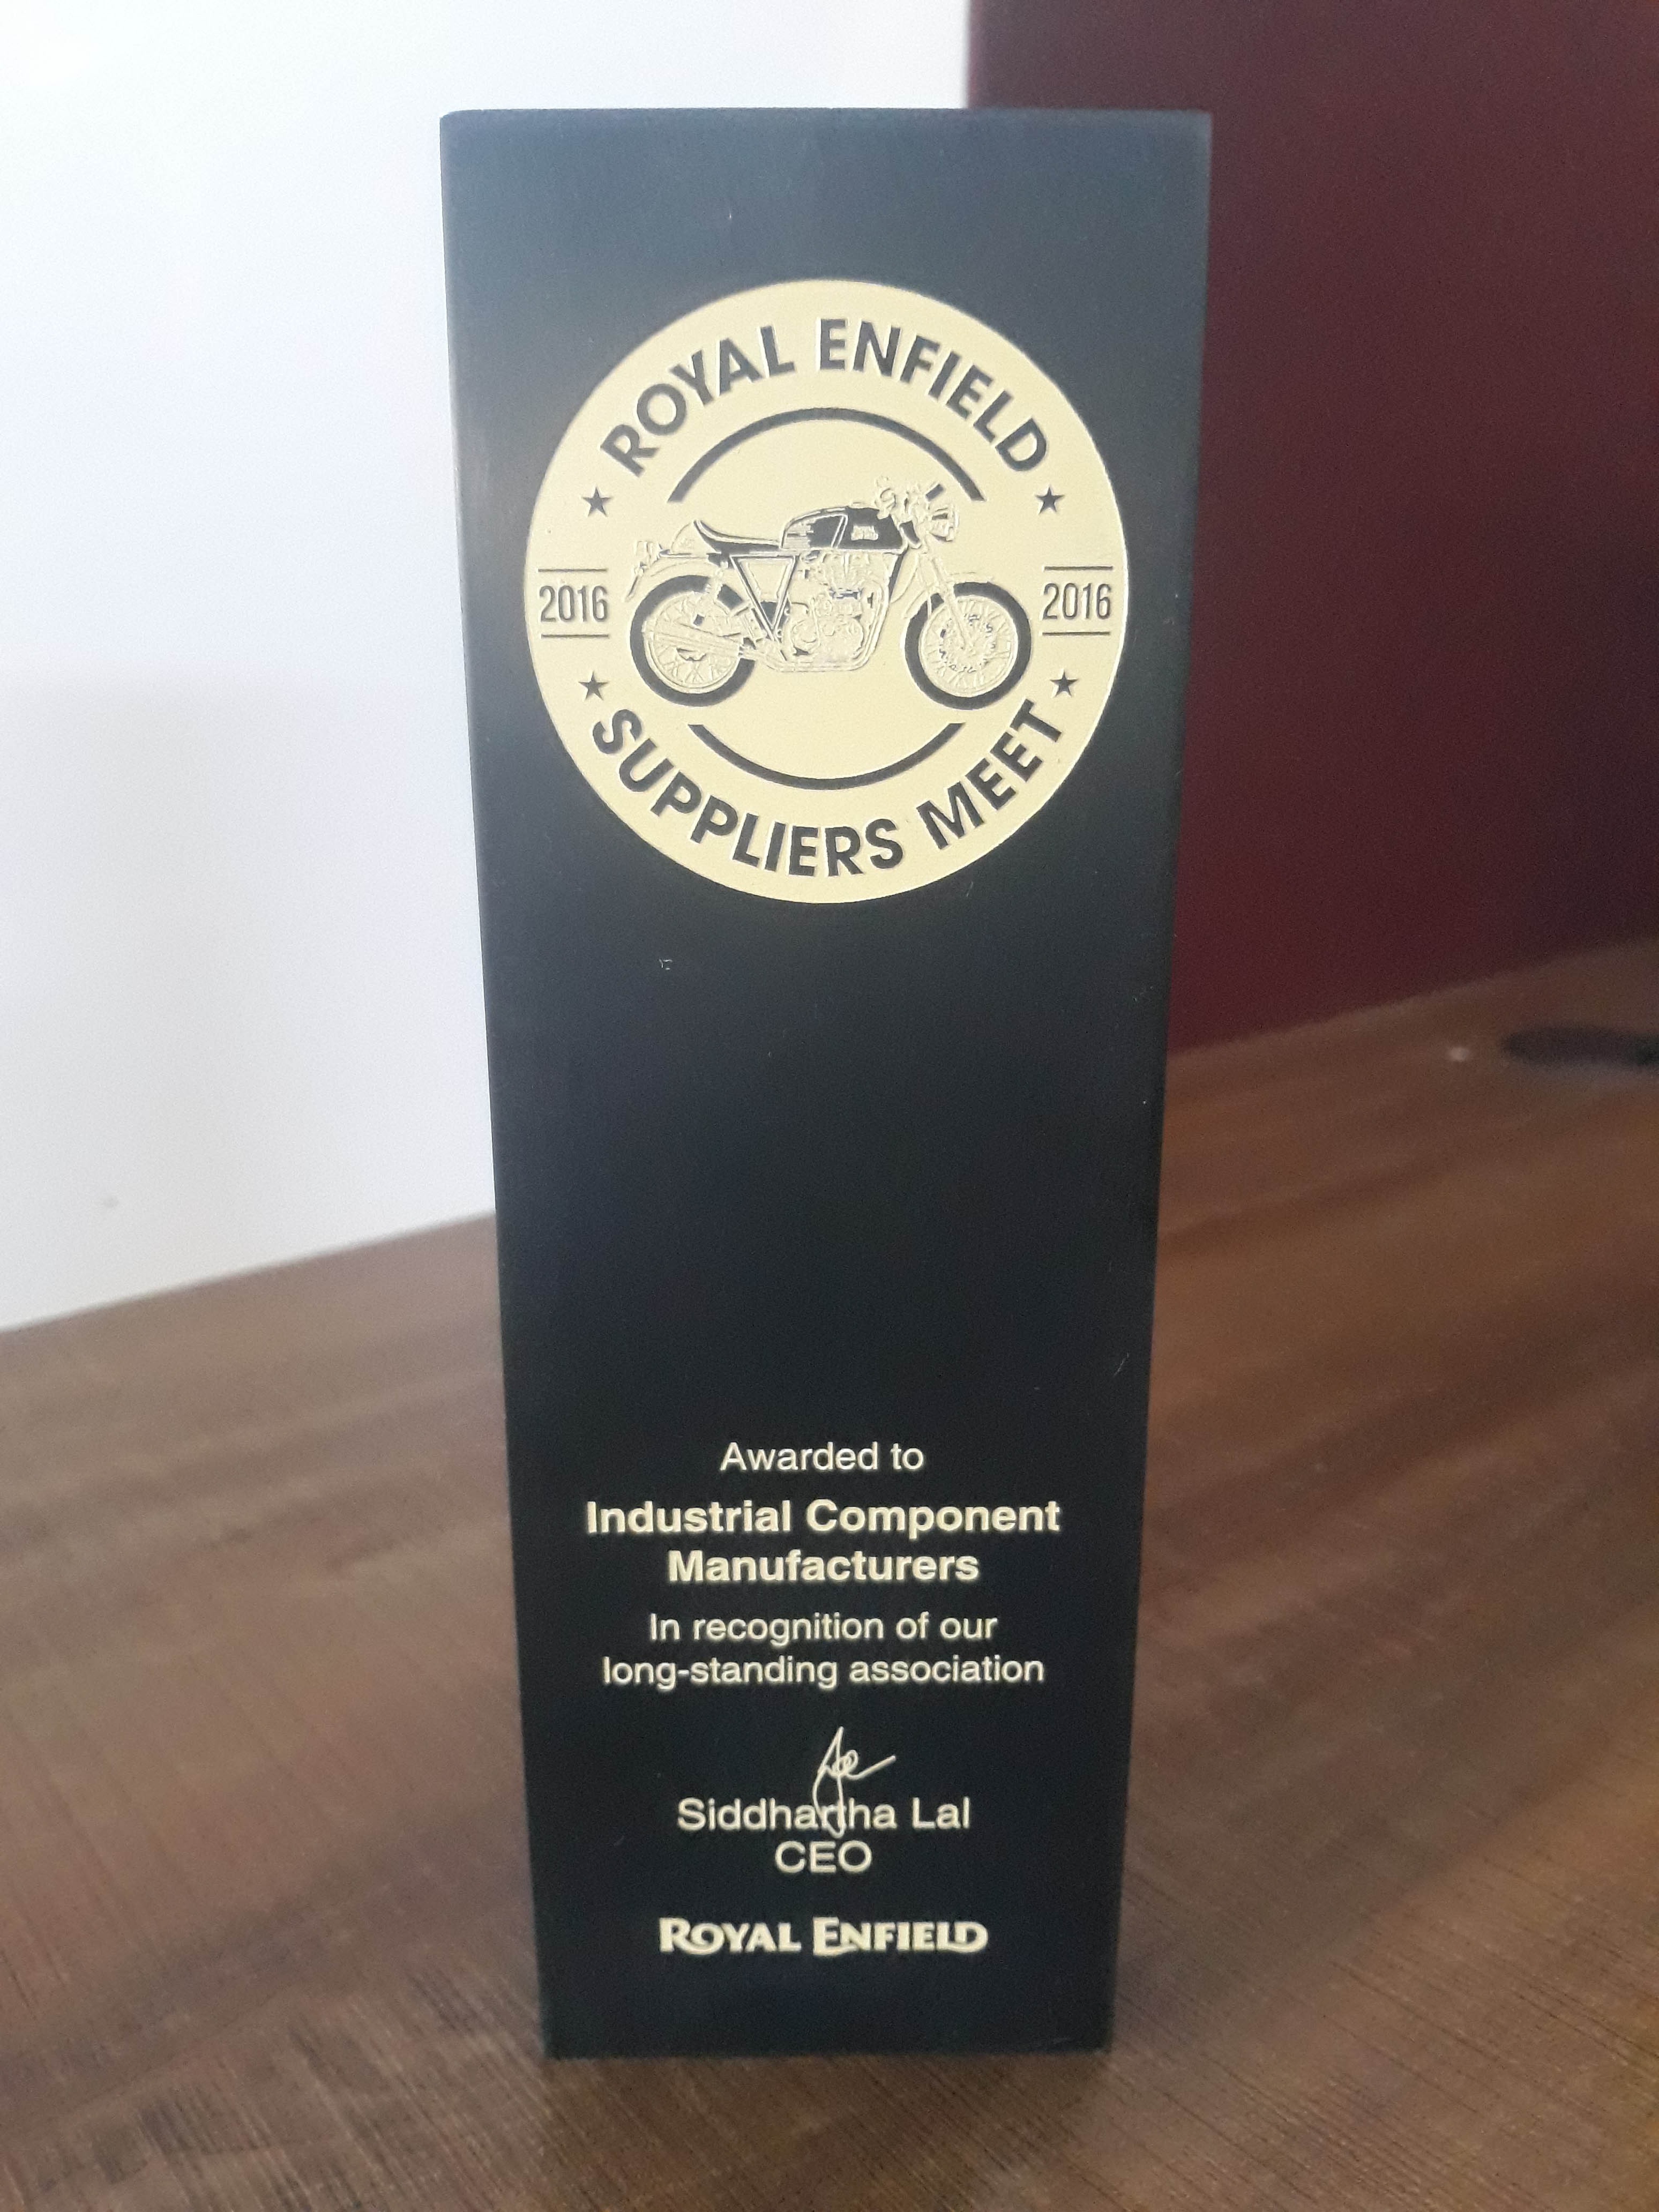 ROYAL ENFIELD
2016
2016
SUPPLIERS MEET
Awarded to
Industrial Component
Manufacturers
In recognition of our
long-standing association
Siddhartha Lal
CEO
ROYAL ENFIELD